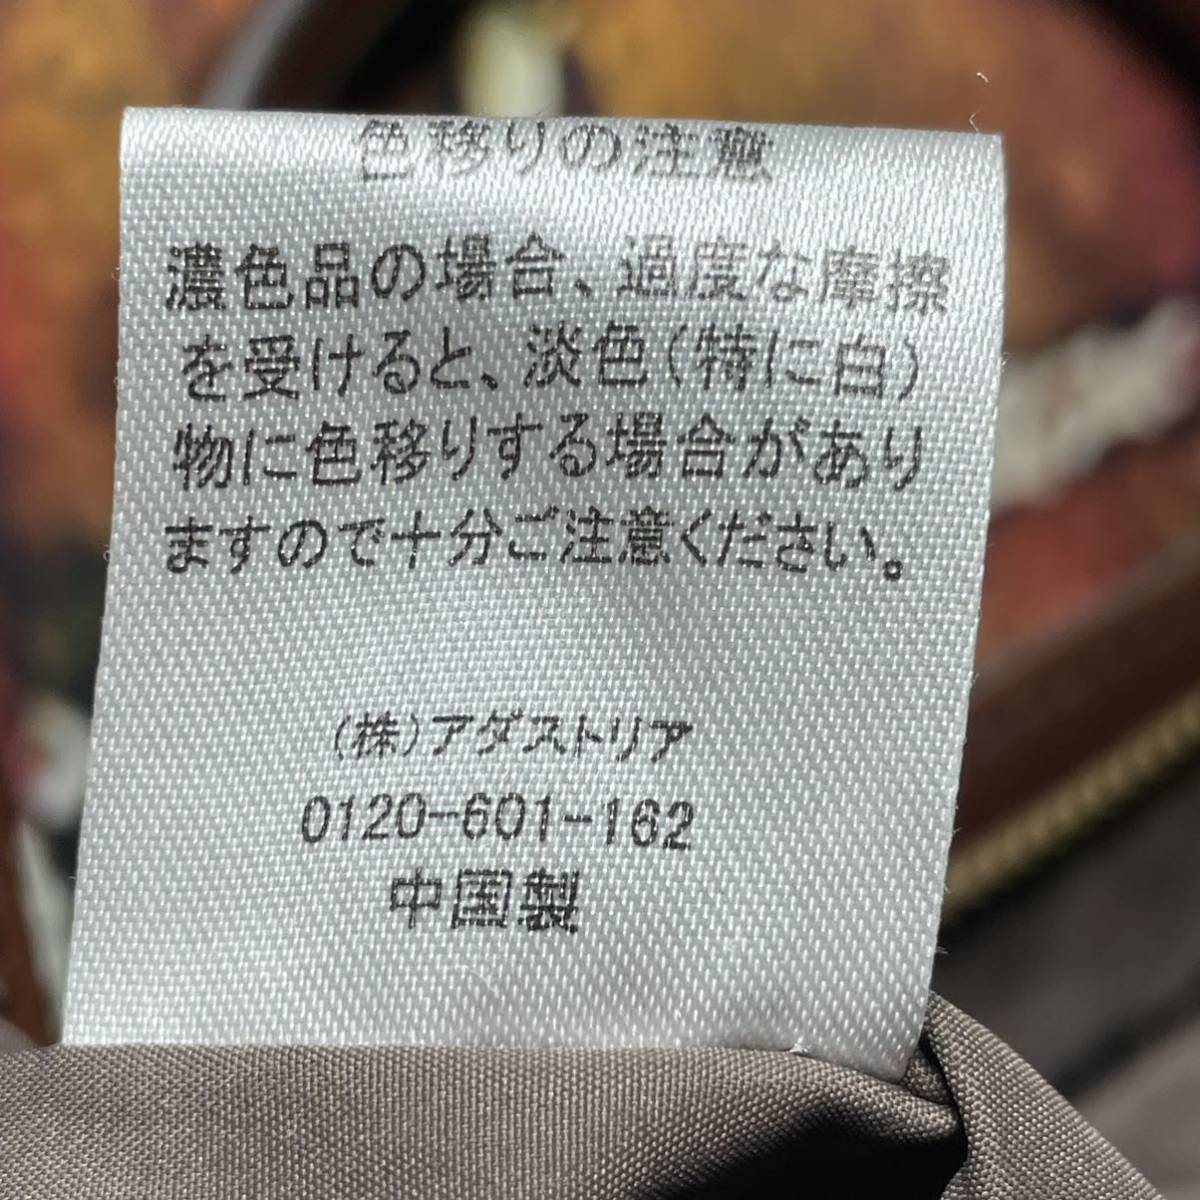 色移りの注意
濃色品の場合、過度な摩擦
を受けると、淡色(特に白)
物に色移りする場合があり
ますので十分ご注意ください。
(株)アダストリア
0120-601-162
中国製